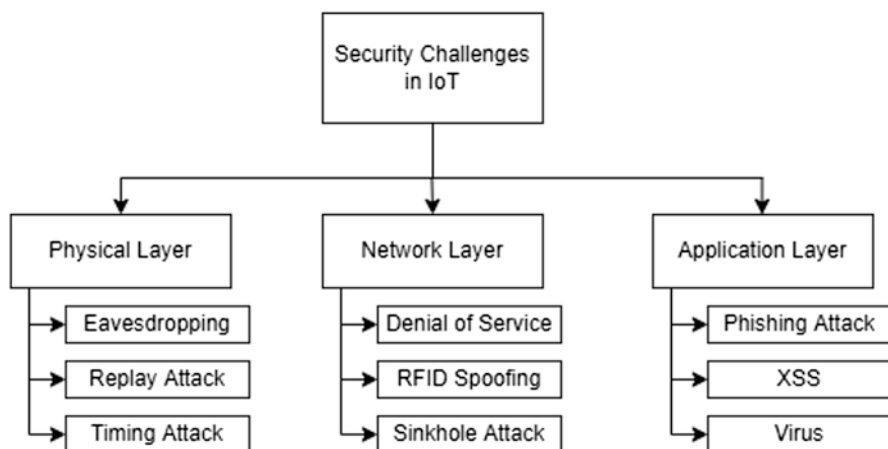 Security Challenges
in IoT
Physical Layer
Network Layer
Application Layer
Eavesdropping
Denial of Service
Phishing Attack
Replay Attack
RFID Spoofing
XSS
Timing Attack
Sinkhole Attack
Virus